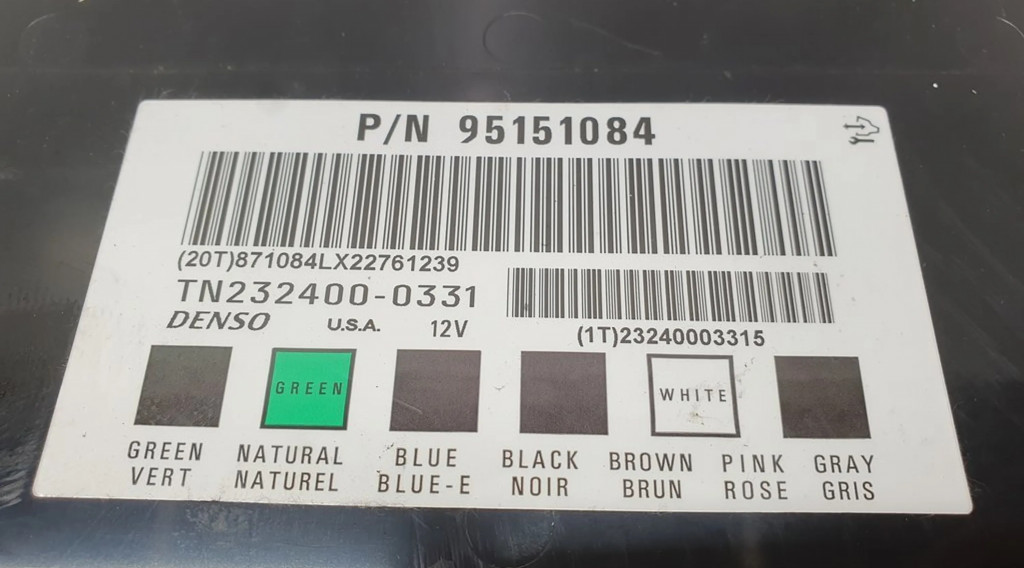 P/N 95151084
(20T)871084LX22761239
TN232400-0331
DENSO U.S.A. 12V
(1T)23240003315
GREEN WHITE
GREEN NATURAL BLUE BLACK BROWN PINK GRAY
VERT NATUREL BLUE-E NOIR BRUN ROSE GRIS